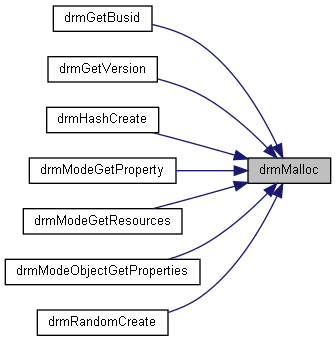 drmGetBusid
drmGetVersion
drmHashCreate
drmModeGetProperty
drmMalloc
drmModeGetResources
drmModeObjectGetProperties
drmRandomCreate